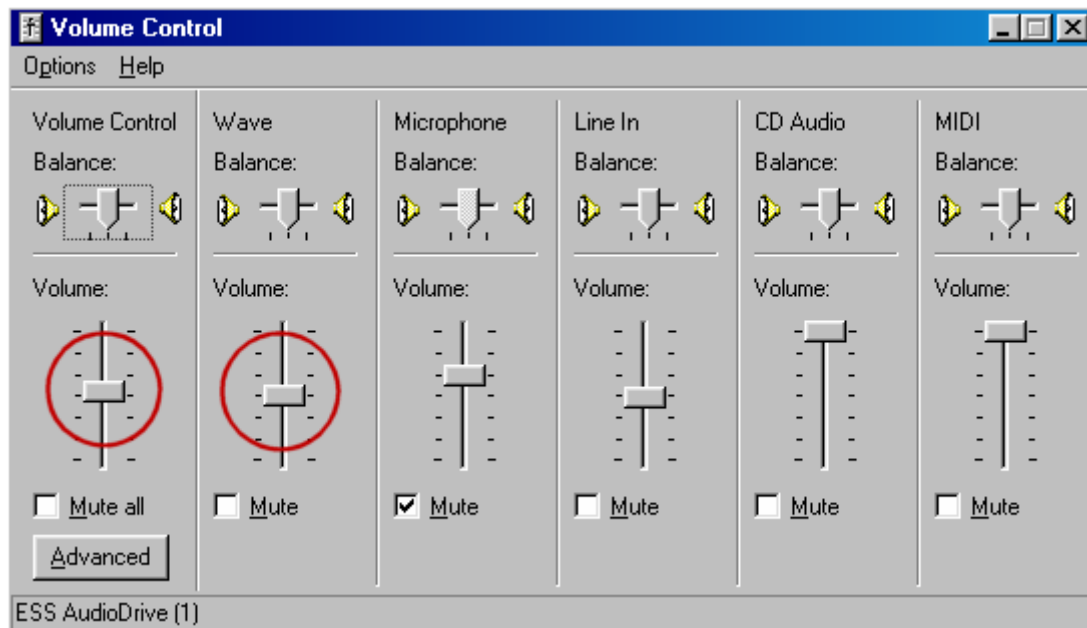 Volume Control
Options Help
Volume Control Wave Microphone Line In CD Audio MIDI
Balance: Balance: Balance: Balance: Balance: Balance:
Volume: Volume: Volume: Volume: Volume: Volume:
Mute all Mute Mute Mute Mute Mute
Advanced
ESS AudioDrive (1)